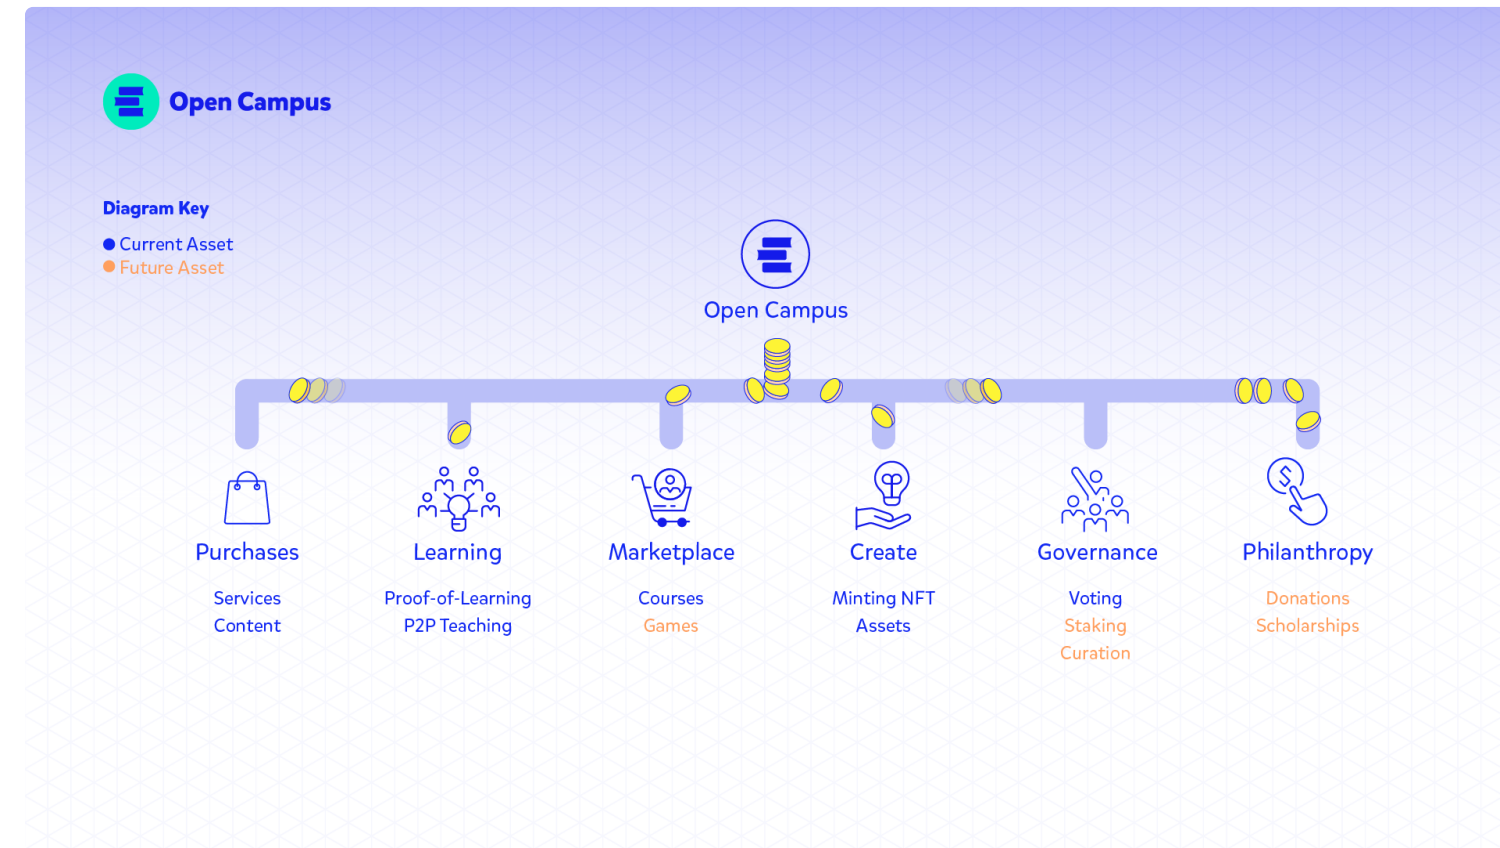 Open Campus
Diagram Key
Current Asset
Future Asset
Open Campus
Purchases
Services
Content
Learning
Proof-of-Learning
P2P Teaching
Marketplace
Courses
Games
Create
Minting NFT
Assets
Governance
Voting
Staking
Curation
Philanthropy
Donations
Scholarships